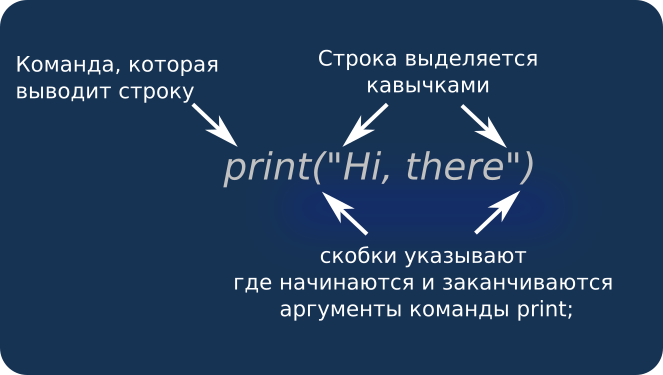 Команда, которая
выводит строку
Строка выделяется
кавычками
print("Hi, there")
скобки указывают
где начинаются и заканчиваются
аргументы команды print;